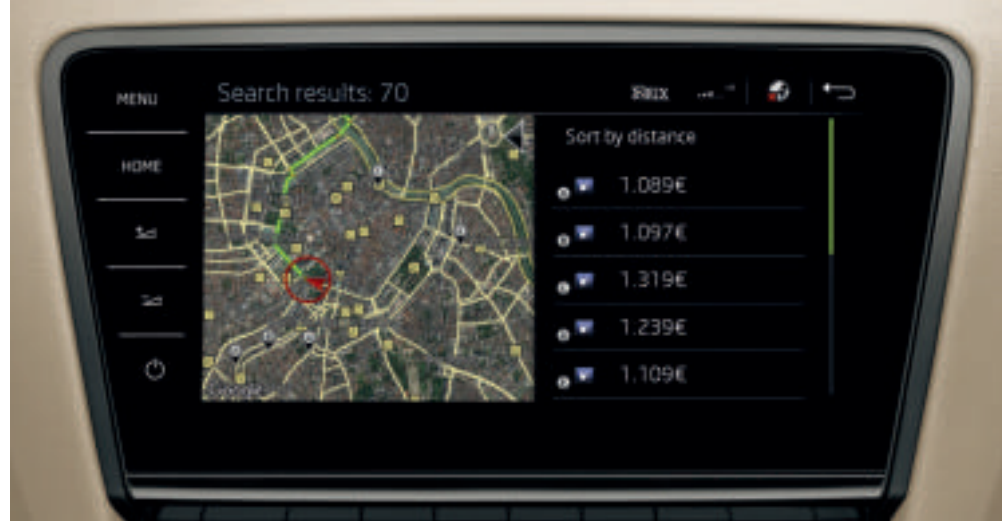 MENU
HOME
Search results: 70
Sort by distance
1.089€
1.097€
1.319€
1.239€
1.109€